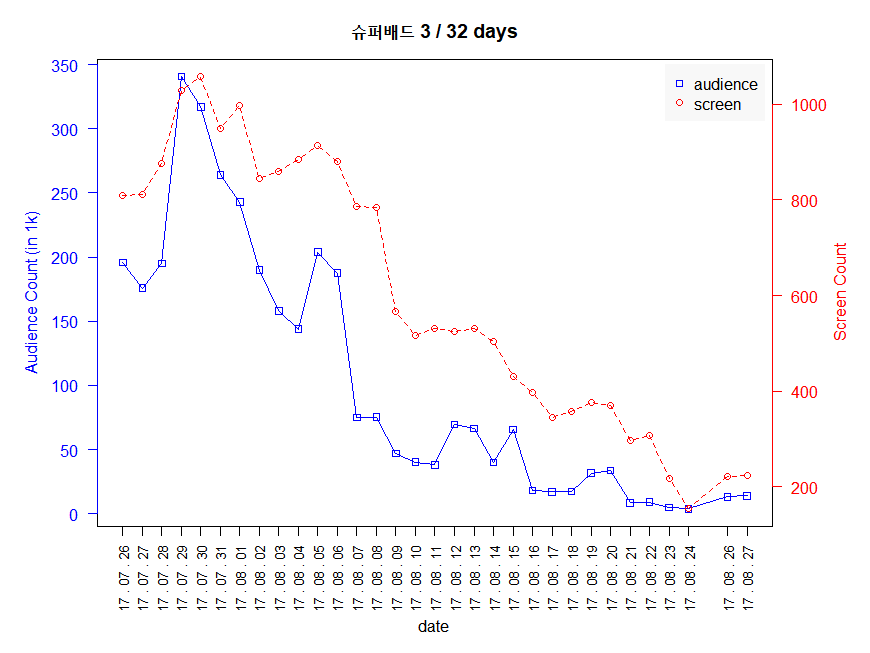 슈퍼배드 3 / 32 days
audience
screen
Audience Count (in 1k)
350
300
250
200
150
100
50
0
1000
800
600
400
200
Screen Count
17 . 07 . 26
17 . 07 . 27
17 . 07 . 28
17 . 07 . 29
17 . 07 . 30
17 . 07 . 31
17 . 08 . 01
17 . 08 . 02
17 . 08 . 03
17 . 08 . 04
17 . 08 . 05
17 . 08 . 06
17 . 08 . 07
17 . 08 . 08
17 . 08 . 09
17 . 08 . 10
17 . 08 . 11
17 . 08 . 12
17 . 08 . 13
17 . 08 . 14
17 . 08 . 15
17 . 08 . 16
17 . 08 . 17
17 . 08 . 18
17 . 08 . 19
17 . 08 . 20
17 . 08 . 21
17 . 08 . 22
17 . 08 . 23
17 . 08 . 24
17 . 08 . 26
17 . 08 . 27
date